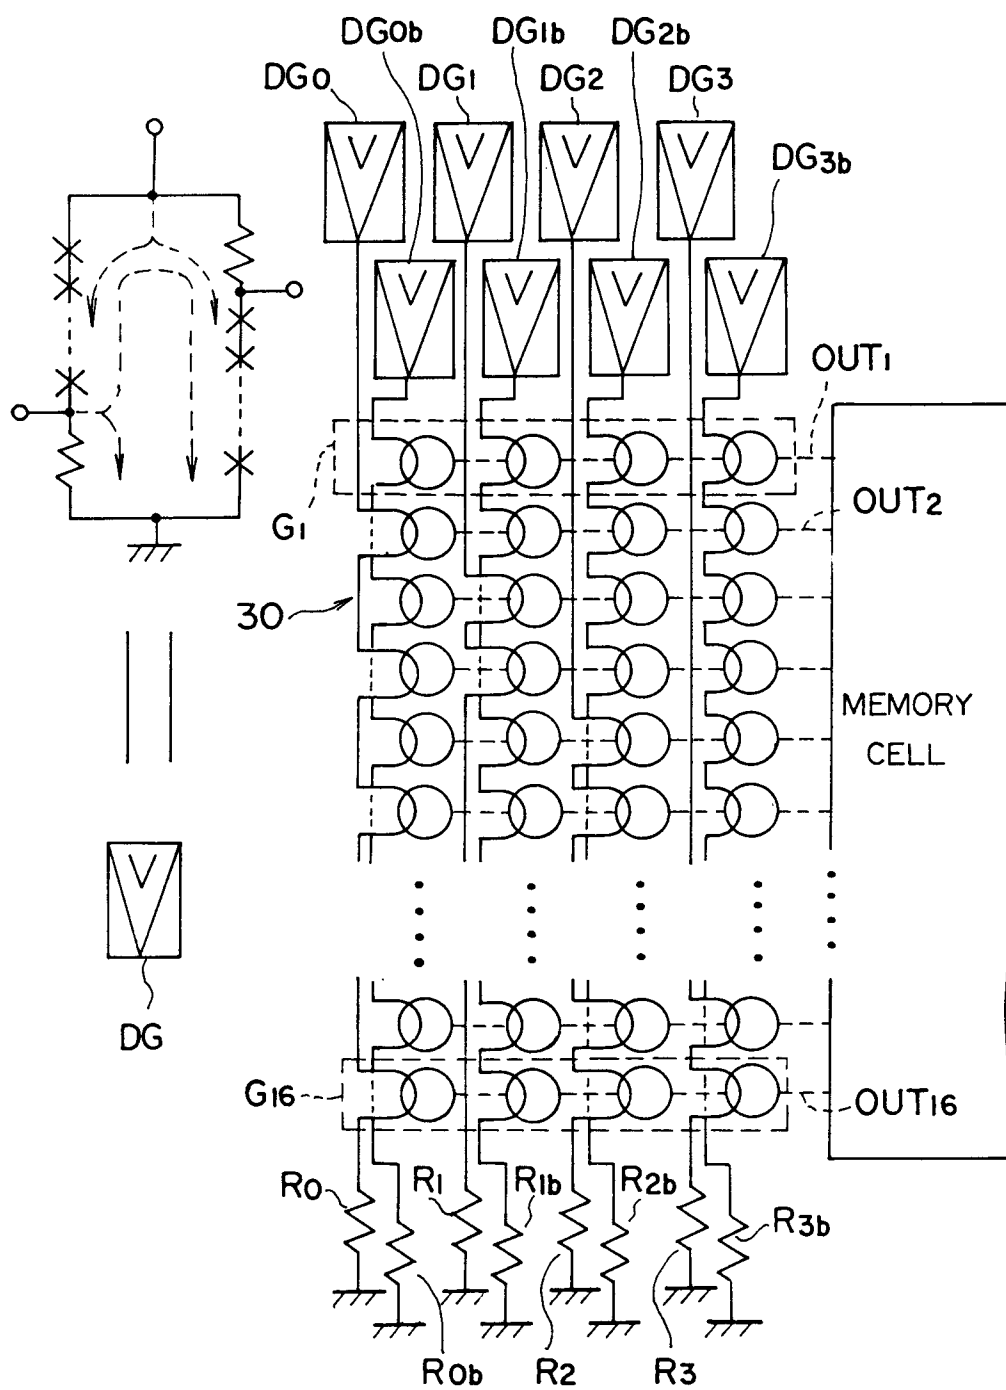 DG0b
DG1b
DG2b
DG0
DG1
DG2
DG3
DG3b
OUT1
G1
OUT2
30
MEMORY
CELL
DG
G16
OUT16
R0
R1
R1b
R2b
R3b
R0b
R2
R3